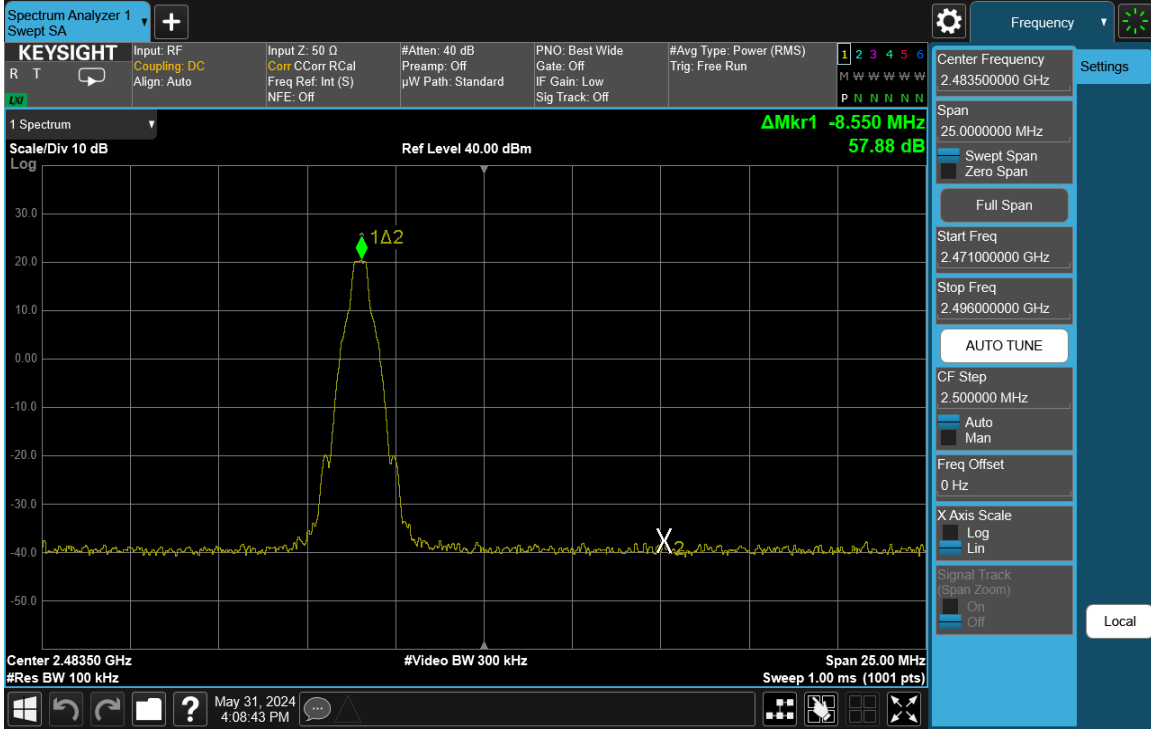 Spectrum Analyzer 1
Swept SA
+
Frequency
KEYSIGHT
R T
LXI
Input: RF
Coupling: DC
Align: Auto
Input Z: 50 Ω
Corr CCorr RCal
Freq Ref: Int (S)
NFE: Off
#Atten: 40 dB
Preamp: Off
µW Path: Standard
PNO: Best Wide
Gate: Off
IF Gain: Low
Sig Track: Off
#Avg Type: Power (RMS)
Trig: Free Run
1 2 3 4 5 6
M W W W W W
P N N N N N
1 Spectrum
Scale/Div 10 dB
Log
Ref Level 40.00 dBm
ΔMkr1 -8.550 MHz
57.88 dB
30.0
20.0
10.0
0.00
-10.0
-20.0
-30.0
-40.0
-50.0
1Δ2
X2
Center 2.48350 GHz
#Res BW 100 kHz
#Video BW 300 kHz
Span 25.00 MHz
Sweep 1.00 ms (1001 pts)
?
May 31, 2024
4:08:43 PM
Center Frequency
2.483500000 GHz
Span
25.0000000 MHz
Swept Span
Zero Span
Full Span
Start Freq
2.471000000 GHz
Stop Freq
2.496000000 GHz
AUTO TUNE
CF Step
2.500000 MHz
Auto
Man
Freq Offset
0 Hz
X Axis Scale
Log
Lin
Signal Track
(Span Zoom)
On
Off
Settings
Local